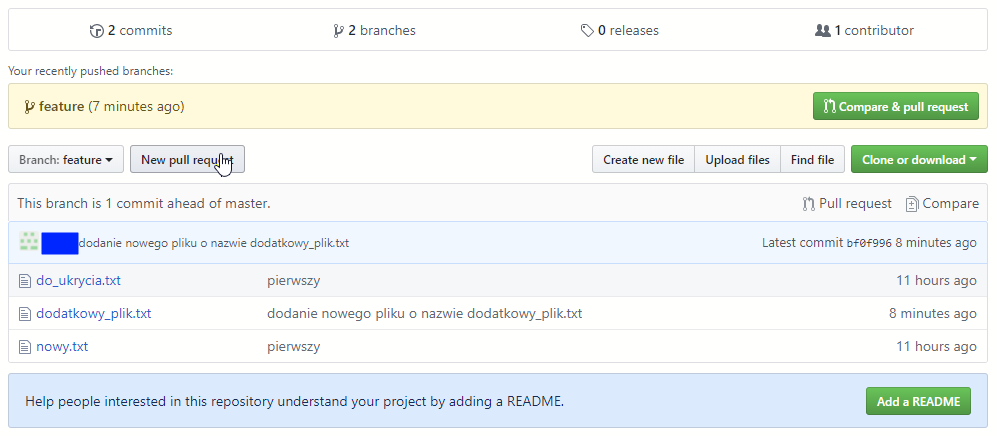 2 commits 2 branches 0 releases 1 contributor
Your recently pushed branches:
feature (7 minutes ago) Compare & pull request
Branch: feature New pull request Create new file Upload files Find file Clone or download
This branch is 1 commit ahead of master. Pull request Compare
dodanie nowego pliku o nazwie dodatkowy_plik.txt Latest commit bf0f996 8 minutes ago
do_ukrycia.txt pierwszy 11 hours ago
dodatkowy_plik.txt dodanie nowego pliku o nazwie dodatkowy_plik.txt 8 minutes ago
nowy.txt pierwszy 11 hours ago
Help people interested in this repository understand your project by adding a README. Add a README